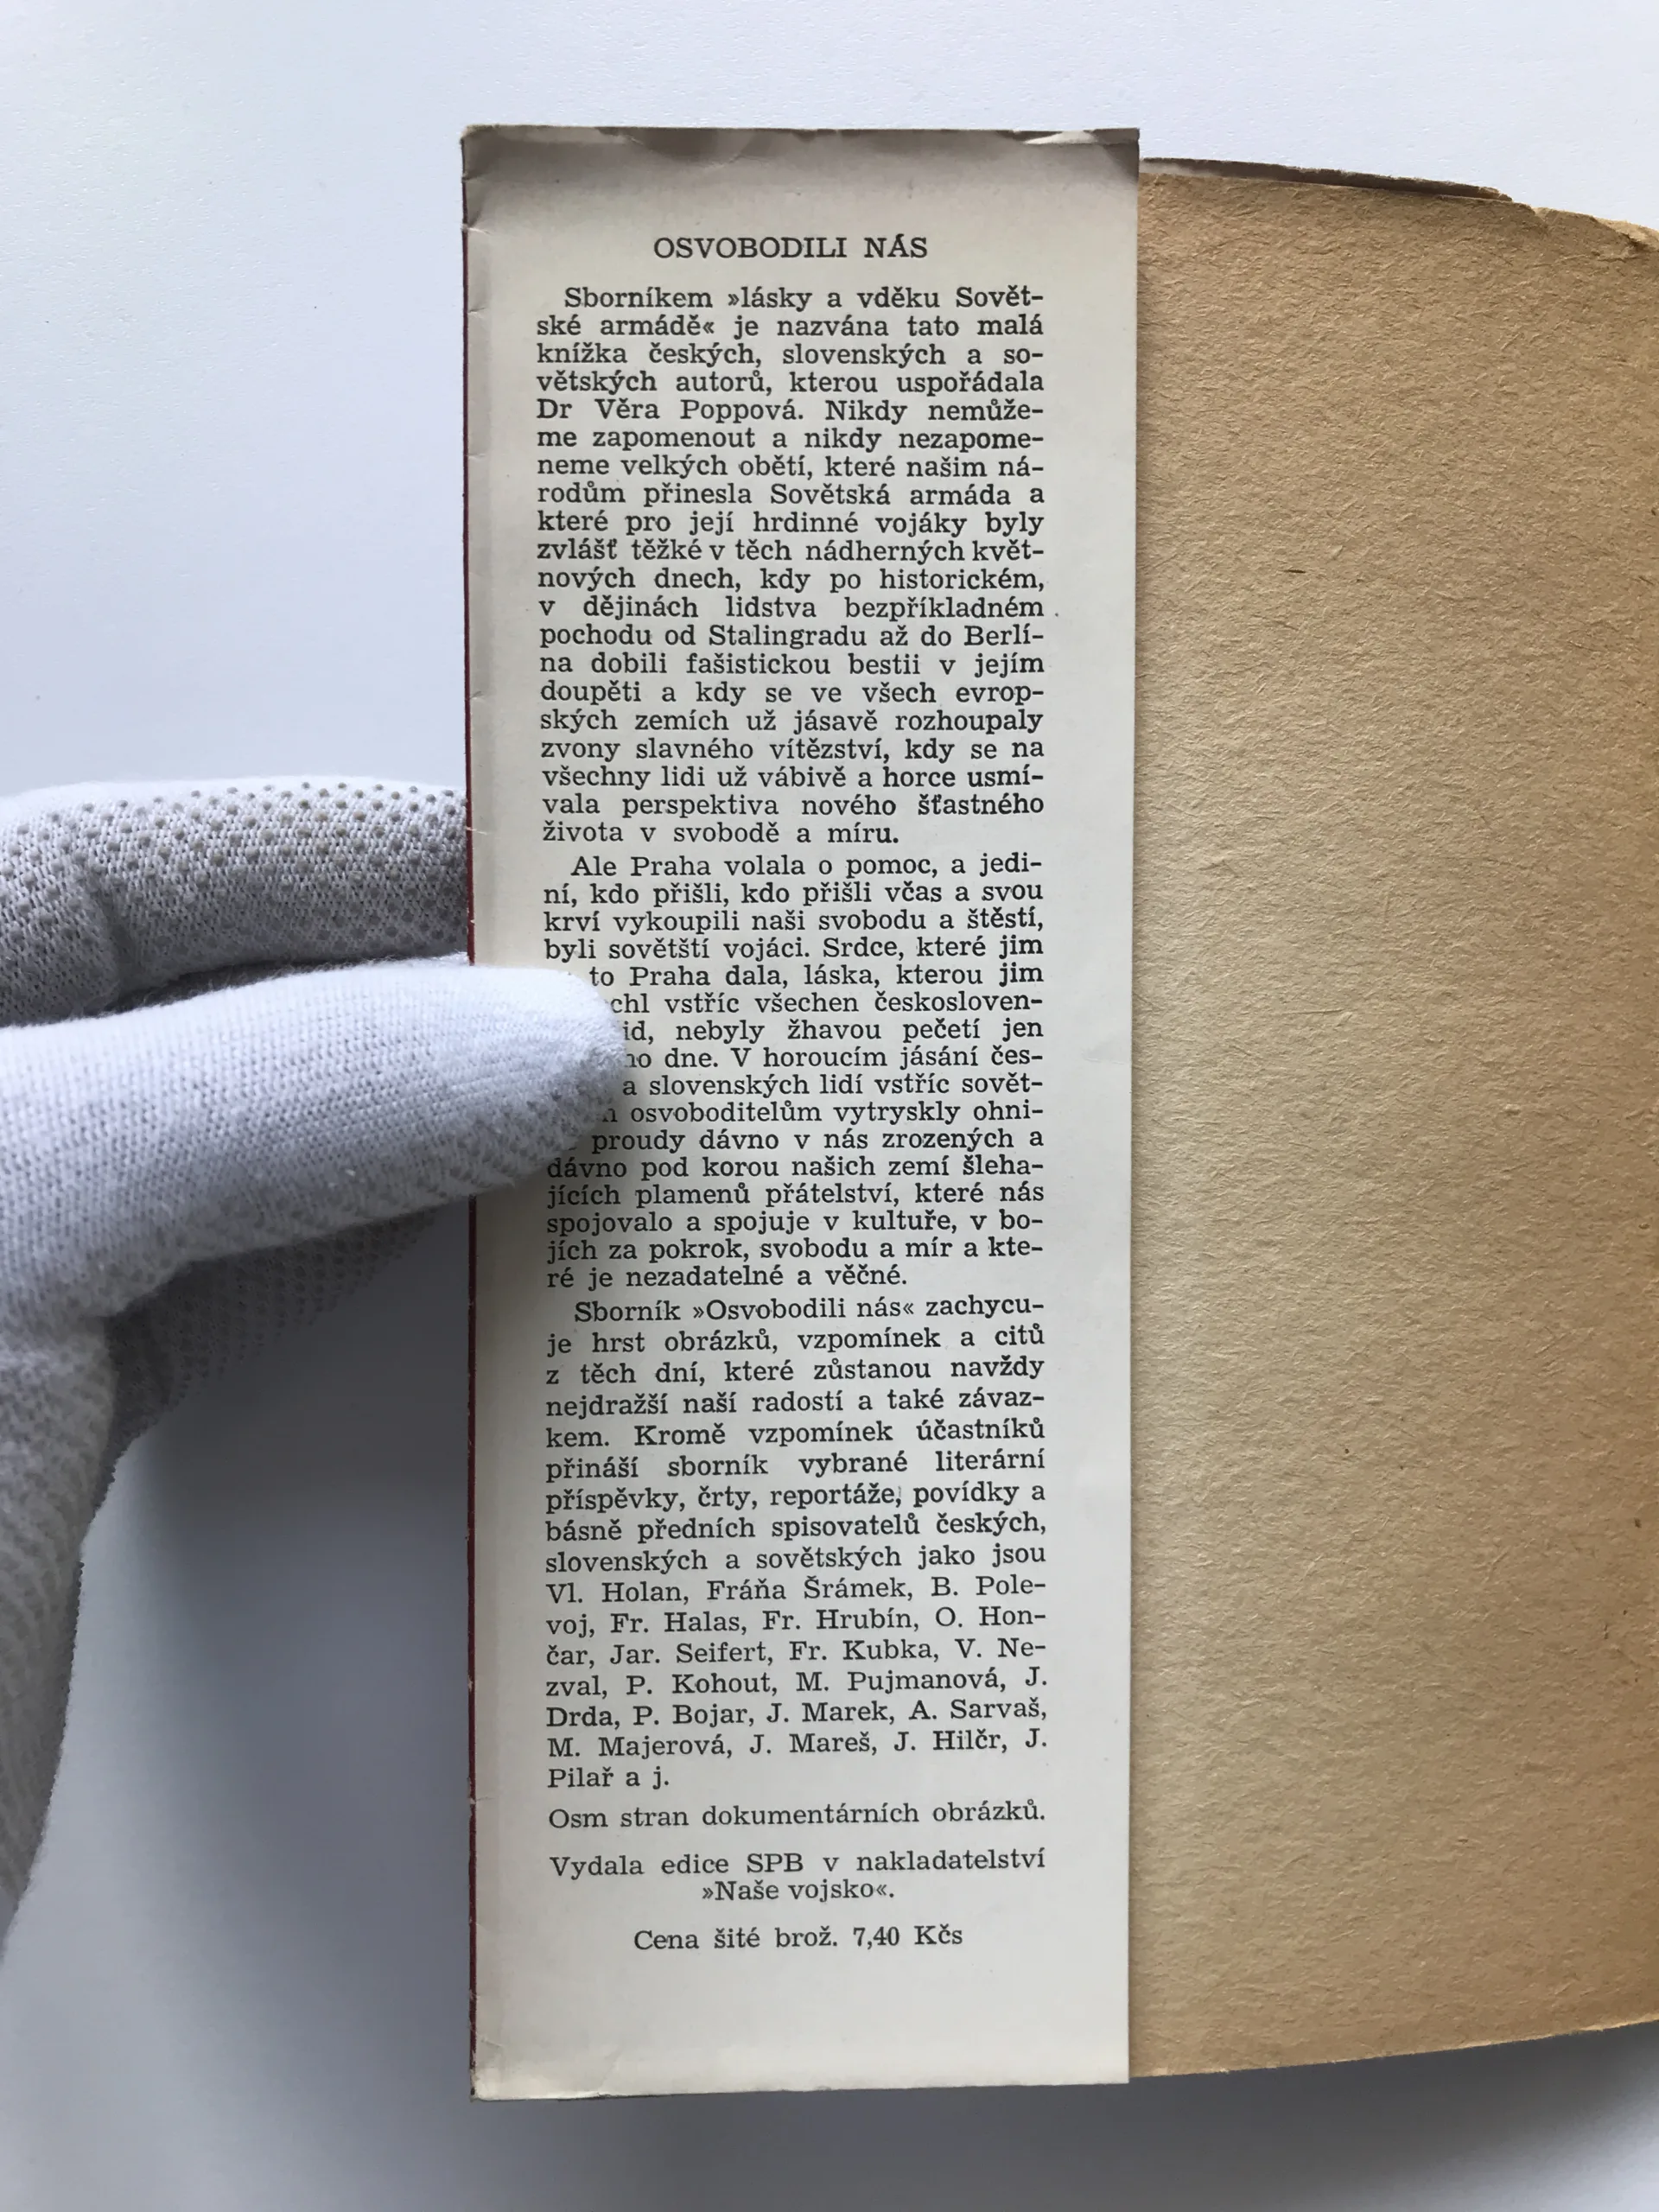 OSVOBODILI NÁS
Sborníkem »lásky a vděku Sovět-
ské armádě« je nazvána tato malá
knížka českých, slovenských a so-
větských autorů, kterou uspořádala
Dr Věra Poppová. Nikdy nemůže-
me zapomenout a nikdy nezapome-
neme velkých obětí, které našim ná-
rodům přinesla Sovětská armáda a
které pro její hrdinné vojáky byly
zvlášť těžké v těch nádherných květ-
nových dnech, kdy po historickém,
v dějinách lidstva bezpříkladném
pochodu od Stalingradu až do Berlí-
na dobili fašistickou bestii v jejím
doupěti a kdy se ve všech evrop-
ských zemích už jásavě rozhoupaly
zvony slavného vítězství, kdy se na
všechny lidi už vábivě a horce usmí-
vala perspektiva nového šťastného
života v svobodě a míru.
Ale Praha volala o pomoc, a jedi-
ní, kdo přišli, kdo přišli včas a svou
krví vykoupili naši svobodu a štěstí,
byli sovětští vojáci. Srdce, které jim
to Praha dala, láska, kterou jim
vstříc všechen českosloven-
nebyly žhavou pečetí jen
dne. V horoucím jásání čes-
a slovenských lidí vstříc sovět-
osvoboditelům vytryskly ohni-
proudy dávno v nás zrozených a
dávno pod korou našich zemí šleha-
jících plamenů přátelství, které nás
spojovalo a spojuje v kultuře, v bo-
jích za pokrok, svobodu a mír a kte-
ré je nezadatelné a věčné.
Sborník »Osvobodili nás« zachycu-
je hrst obrázků, vzpomínek a citů
z těch dní, které zůstanou navždy
nejdražší naší radostí a také závaz-
kem. Kromě vzpomínek účastníků
přináší sborník vybrané literární
příspěvky, črty, reportáže, povídky a
básně předních spisovatelů českých,
slovenských a sovětských jako jsou
Vl. Holan, Fráňa Šrámek, B. Pole-
voj, Fr. Halas, Fr. Hrubín, O. Hon-
čar, Jar. Seifert, Fr. Kubka, V. Ne-
zval, P. Kohout, M. Pujmanová, J.
Drda, P. Bojar, J. Marek, A. Sarvaš,
M. Majerová, J. Mareš, J. Hilčr, J.
Pilař a j.
Osm stran dokumentárních obrázků.
Vydala edice SPB v nakladatelství
»Naše vojsko«.
Cena šité brož. 7,40 Kčs